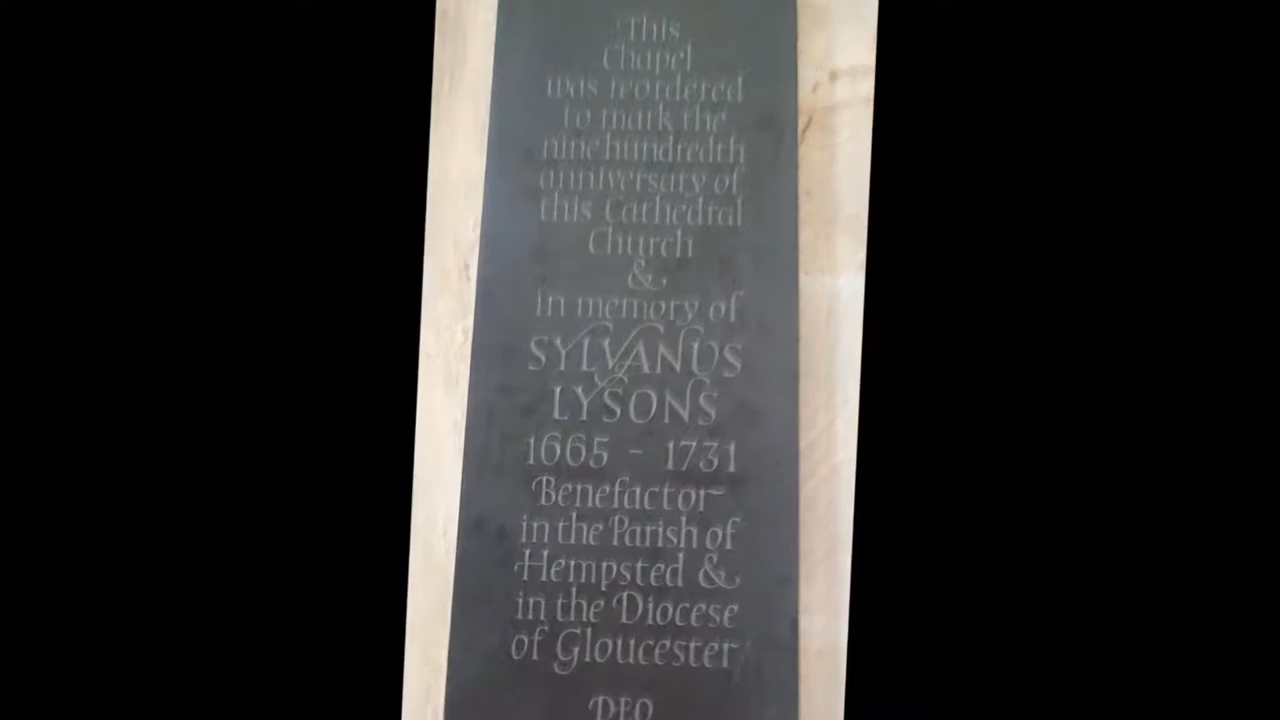 This
Chapel
was reordered
to mark the
nine hundredth
anniversary of
this Cathedral
Church
&
in memory of
SYLVANUS
LYSONS
1665 - 1731
Benefactor
in the Parish of
Hempsted &
in the Diocese
of Gloucester
DEO